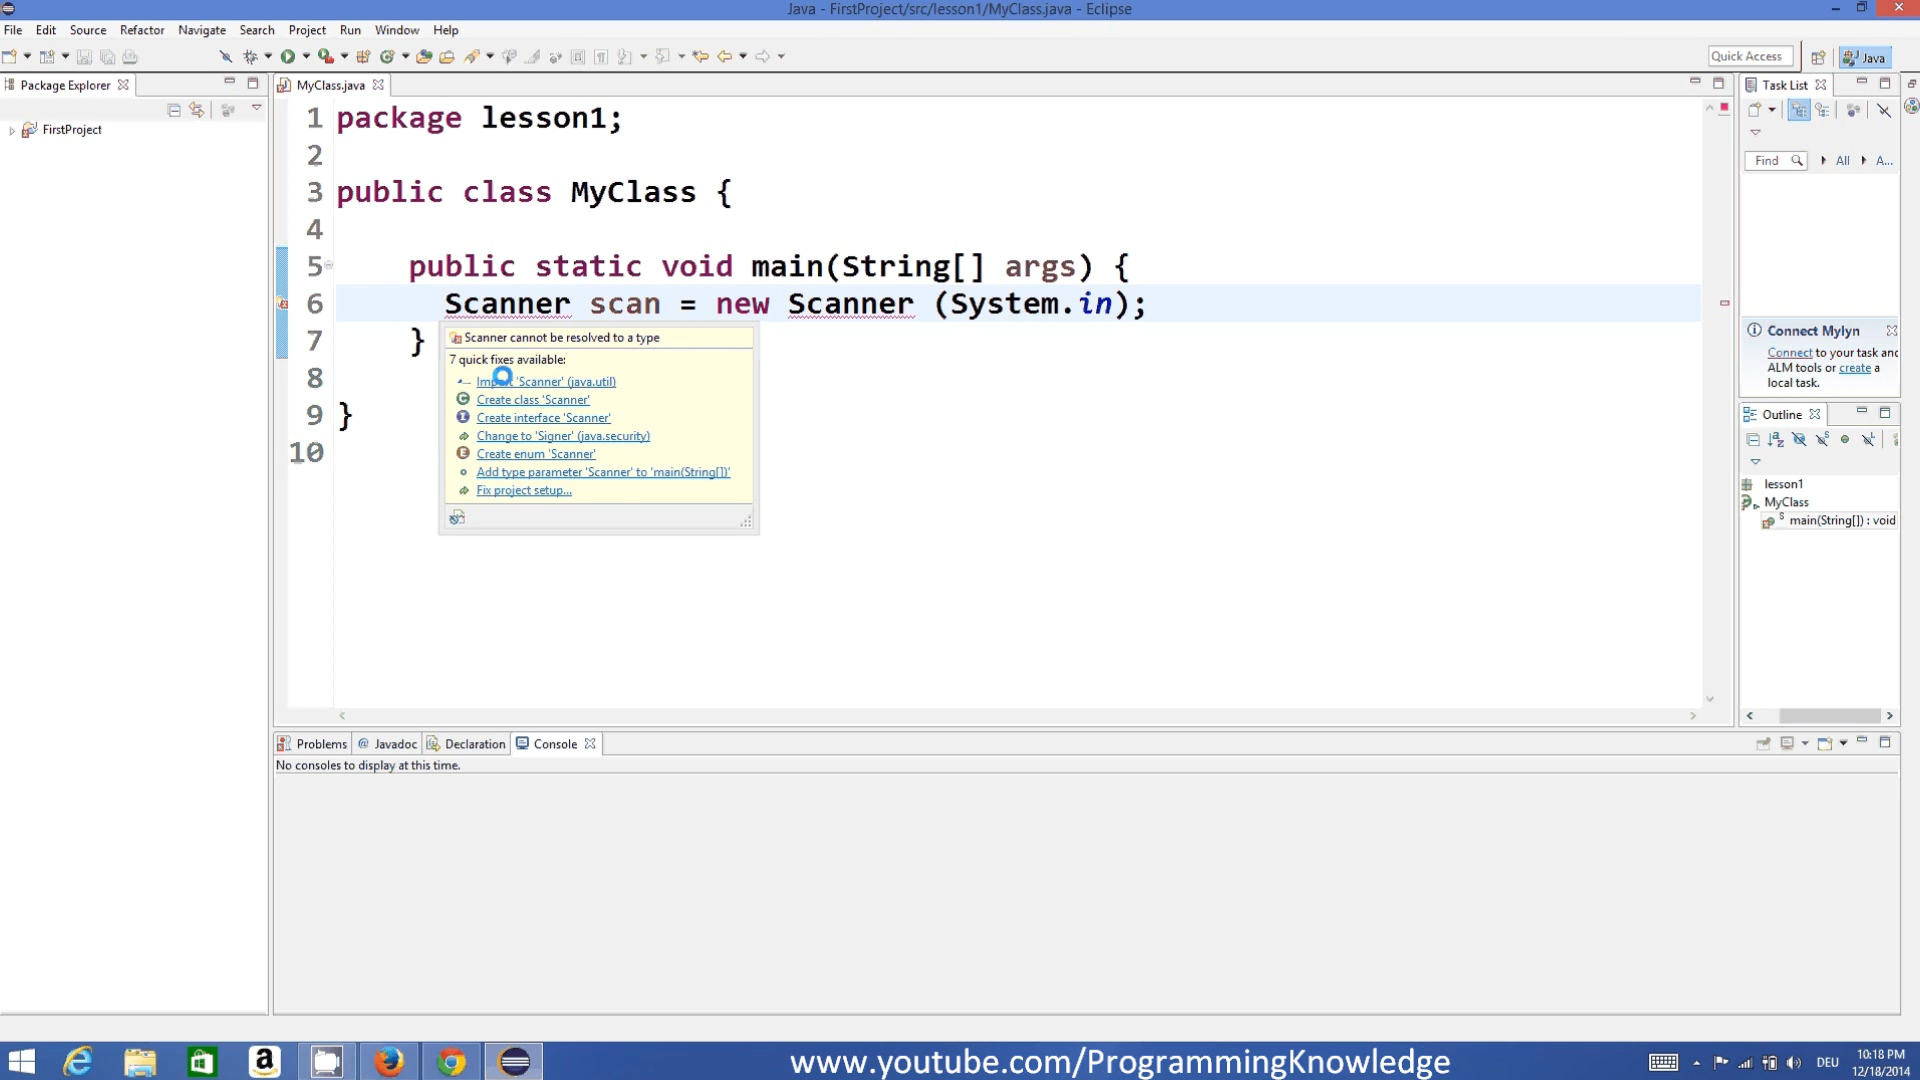 Java - FirstProject/src/lesson1/MyClass.java - Eclipse
File Edit Source Refactor Navigate Search Project Run Window Help
Quick Access
Java
Package Explorer
FirstProject
MyClass.java
1 package lesson1;
2
3 public class MyClass {
4
5 public static void main(String[] args) {
6 Scanner scan = new Scanner (System.in);
7 }
8
9 }
10
Scanner cannot be resolved to a type
7 quick fixes available:
'Scanner' (java.util)
Create class 'Scanner'
Create interface 'Scanner'
Change to 'Signer' (java.security)
Create enum 'Scanner'
Add type parameter 'Scanner' to 'main(String[])'
Fix project setup...
Task List
Find All A...
Connect Mylyn
Connect to your task and
ALM tools or create a
local task.
Outline
lesson1
MyClass
main(String[]) : void
Problems @ Javadoc Declaration Console
No consoles to display at this time.
www.youtube.com/ProgrammingKnowledge
DEU
10:18 PM
12/18/2014